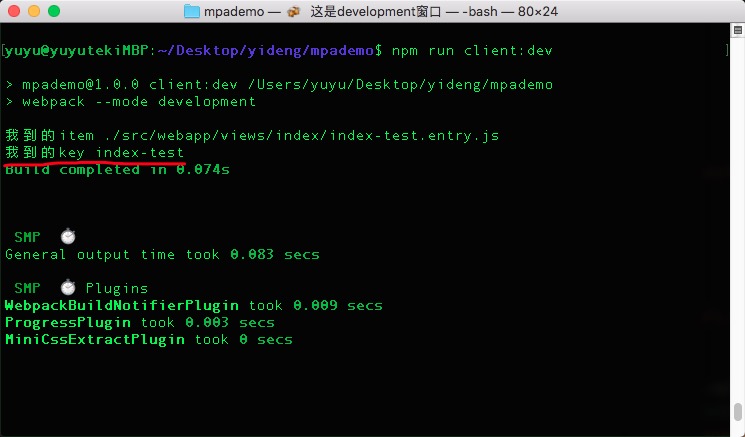 mpademo — 这是development窗口 — -bash — 80×24
[yuyu@yuyutekiMBP:~/Desktop/yideng/mpademo$ npm run client:dev ]
> mpademo@1.0.0 client:dev /Users/yuyu/Desktop/yideng/mpademo
> webpack --mode development
我到的item ./src/webapp/views/index/index-test.entry.js
我到的key index-test
Build completed in 0.074s
SMP ⏱
General output time took 0.083 secs
SMP ⏱ Plugins
WebpackBuildNotifierPlugin took 0.009 secs
ProgressPlugin took 0.003 secs
MiniCssExtractPlugin took 0 secs